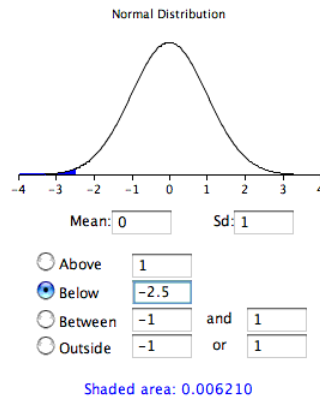 Normal Distribution
-4 -3 -2 -1 0 1 2 3 4
Mean: 0 Sd: 1
Above 1
Below -2.5
Between -1 and 1
Outside -1 or 1
Shaded area: 0.006210